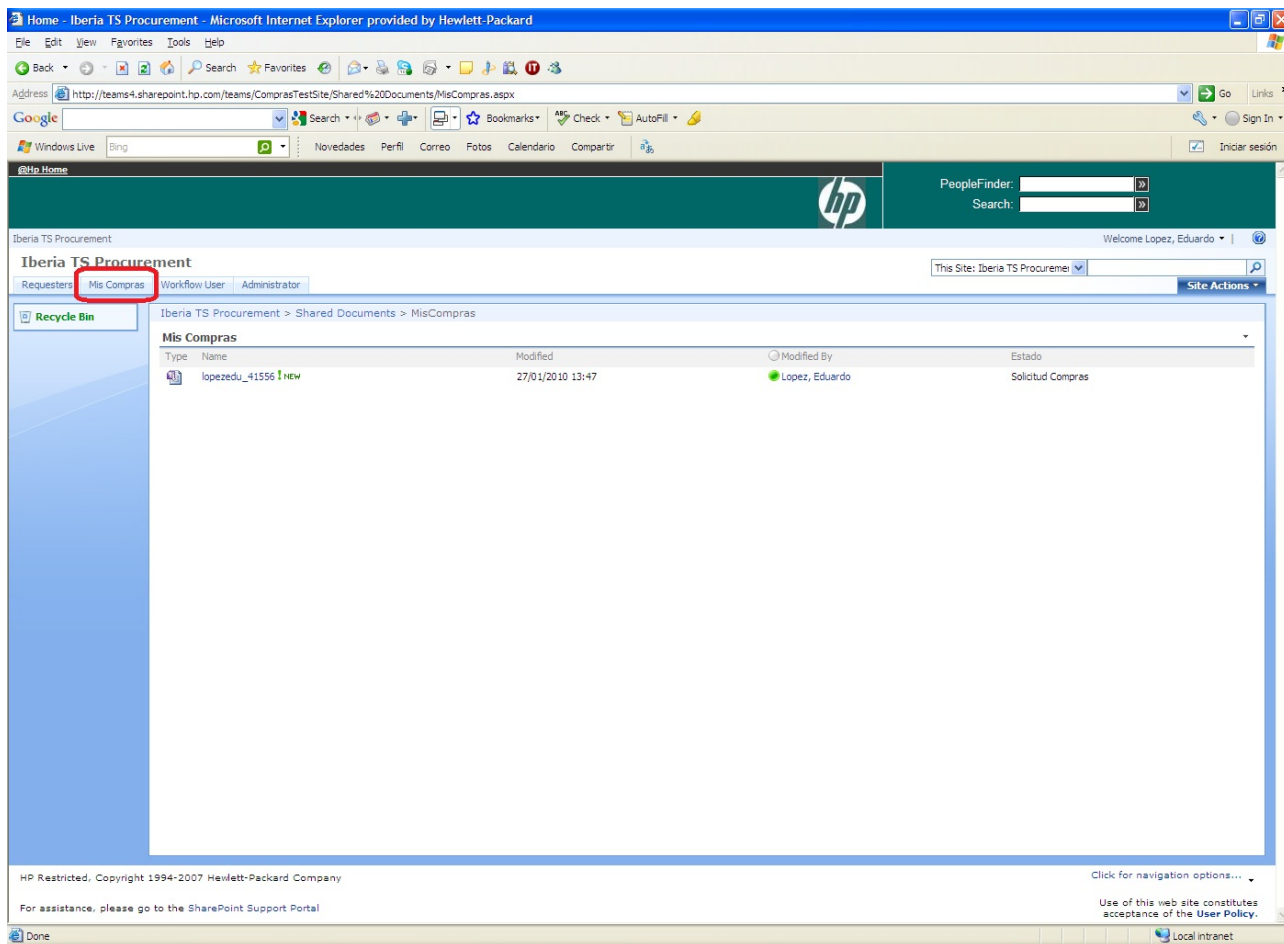 Home - Iberia TS Procurement - Microsoft Internet Explorer provided by Hewlett-Packard
File Edit View Favorites Tools Help
Back Search Favorites
Address http://teams4.sharepoint.hp.com/teams/ComprasTestSite/Shared%20Documents/MisCompras.aspx Go Links
Google Search Bookmarks Check AutoFill Sign In
Windows Live Bing Novedades Perfil Correo Fotos Calendario Compartir Iniciar sesión
@Hp Home
hp
PeopleFinder:
Search:
Iberia TS Procurement Welcome Lopez, Eduardo
Iberia TS Procurement
This Site: Iberia TS Procuremer
Requesters Mis Compras Workflow User Administrator Site Actions
Recycle Bin
Iberia TS Procurement > Shared Documents > MisCompras
Mis Compras
Type Name Modified Modified By Estado
lopezedu_41556 ! NEW 27/01/2010 13:47 Lopez, Eduardo Solicitud Compras
HP Restricted, Copyright 1994-2007 Hewlett-Packard Company Click for navigation options...
For assistance, please go to the SharePoint Support Portal
Use of this web site constitutes
acceptance of the User Policy.
Done Local intranet